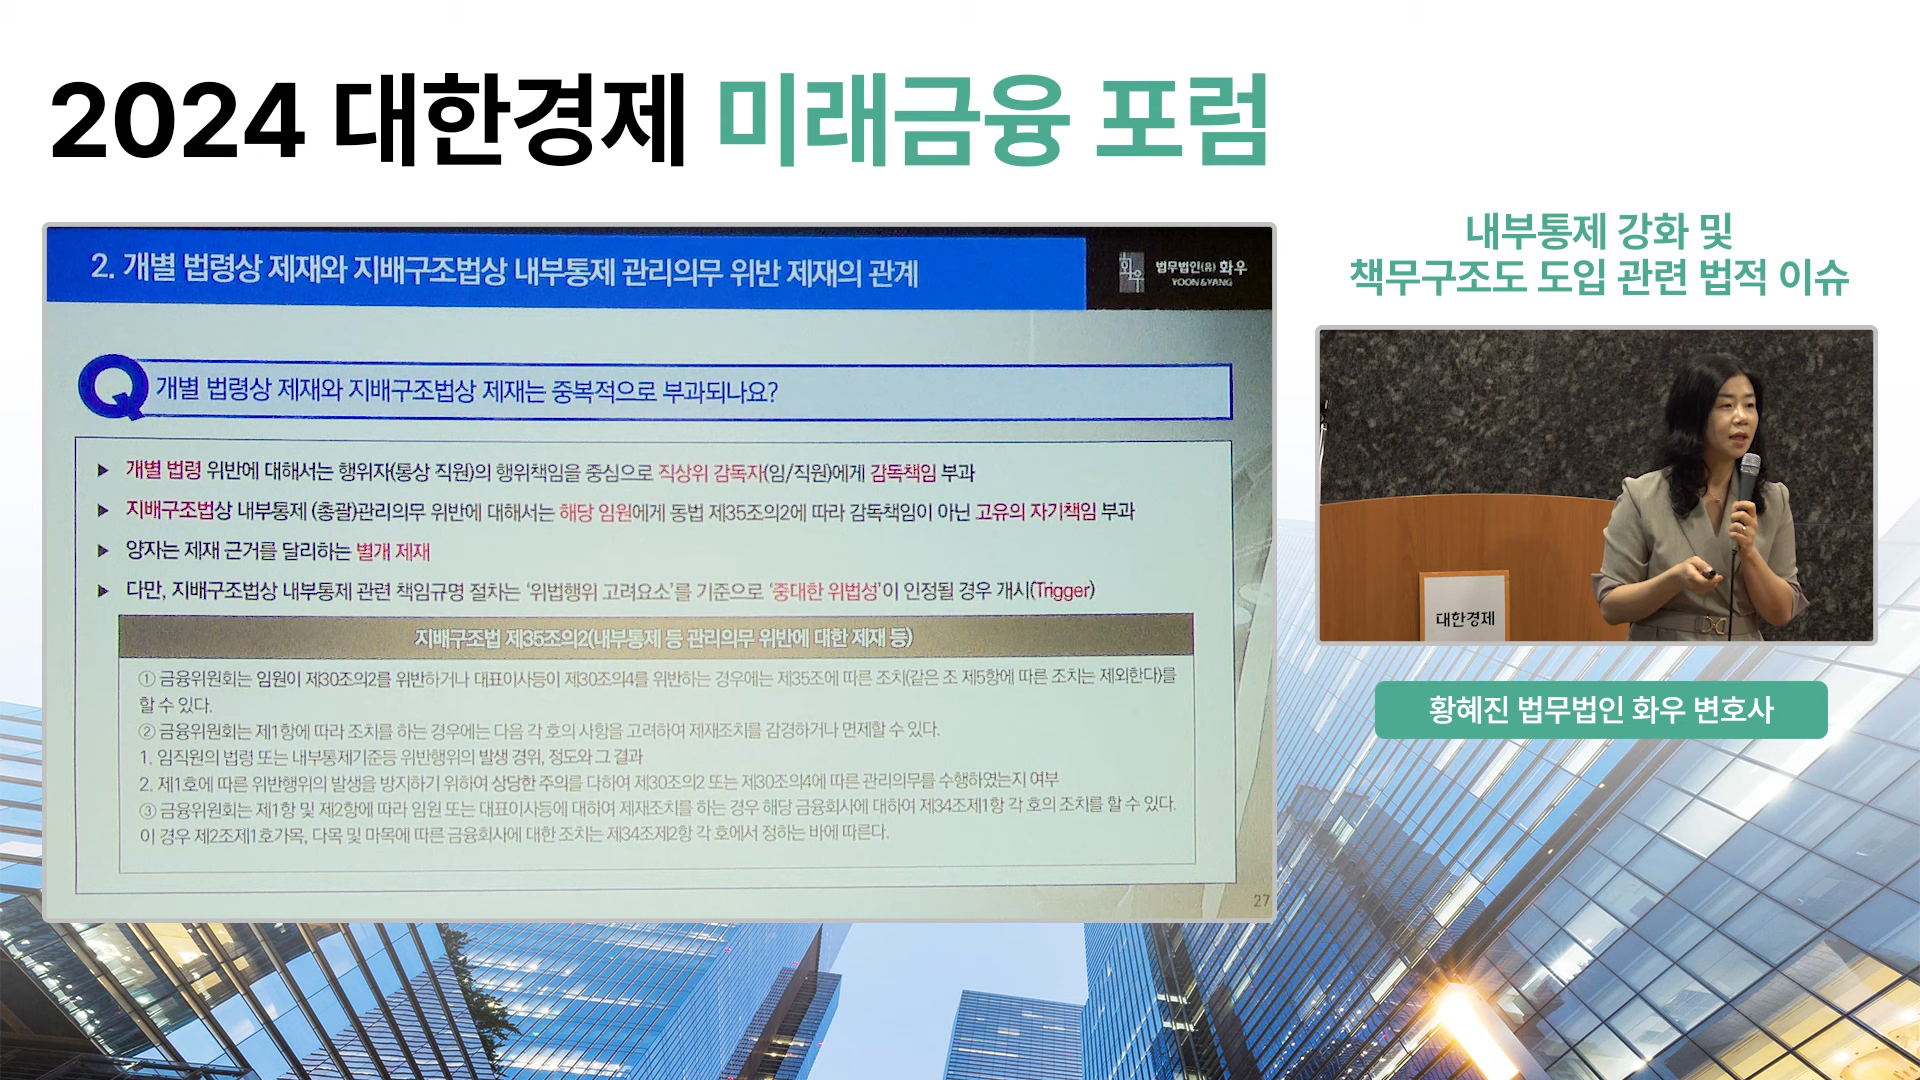 2024 대한경제 미래금융 포럼
내부통제 강화 및
책무구조도 도입 관련 법적 이슈
2. 개별 법령상 제재와 지배구조법상 내부통제 관리의무 위반 제재의 관계
화우
법무법인(유) 화우
YOON & YANG
Q 개별 법령상 제재와 지배구조법상 제재는 중복적으로 부과되나요?
▶ 개별 법령 위반에 대해서는 행위자(통상 직원)의 행위책임을 중심으로 직상위 감독자(임/직원)에게 감독책임 부과
▶ 지배구조법상 내부통제 (총괄)관리의무 위반에 대해서는 해당 임원에게 동법 제35조의2에 따라 감독책임이 아닌 고유의 자기책임 부과
▶ 양자는 제재 근거를 달리하는 별개 제재
▶ 다만, 지배구조법상 내부통제 관련 책임규명 절차는 ‘위법행위 고려요소’를 기준으로 ‘중대한 위법성’이 인정될 경우 개시(Trigger)
지배구조법 제35조의2(내부통제 등 관리의무 위반에 대한 제재 등)
① 금융위원회는 임원이 제30조의2를 위반하거나 대표이사등이 제30조의4를 위반하는 경우에는 제35조에 따른 조치(같은 조 제5항에 따른 조치는 제외한다)를
할 수 있다.
② 금융위원회는 제1항에 따라 조치를 하는 경우에는 다음 각 호의 사항을 고려하여 제재조치를 감경하거나 면제할 수 있다.
1. 임직원의 법령 또는 내부통제기준등 위반행위의 발생 경위, 정도와 그 결과
2. 제1호에 따른 위반행위의 발생을 방지하기 위하여 상당한 주의를 다하여 제30조의2 또는 제30조의4에 따른 관리의무를 수행하였는지 여부
③ 금융위원회는 제1항 및 제2항에 따라 임원 또는 대표이사등에 대하여 제재조치를 하는 경우 해당 금융회사에 대하여 제34조제1항 각 호의 조치를 할 수 있다.
이 경우 제2조제1호가목, 다목 및 마목에 따른 금융회사에 대한 조치는 제34조제2항 각 호에서 정하는 바에 따른다.
27
대한경제
황혜진 법무법인 화우 변호사